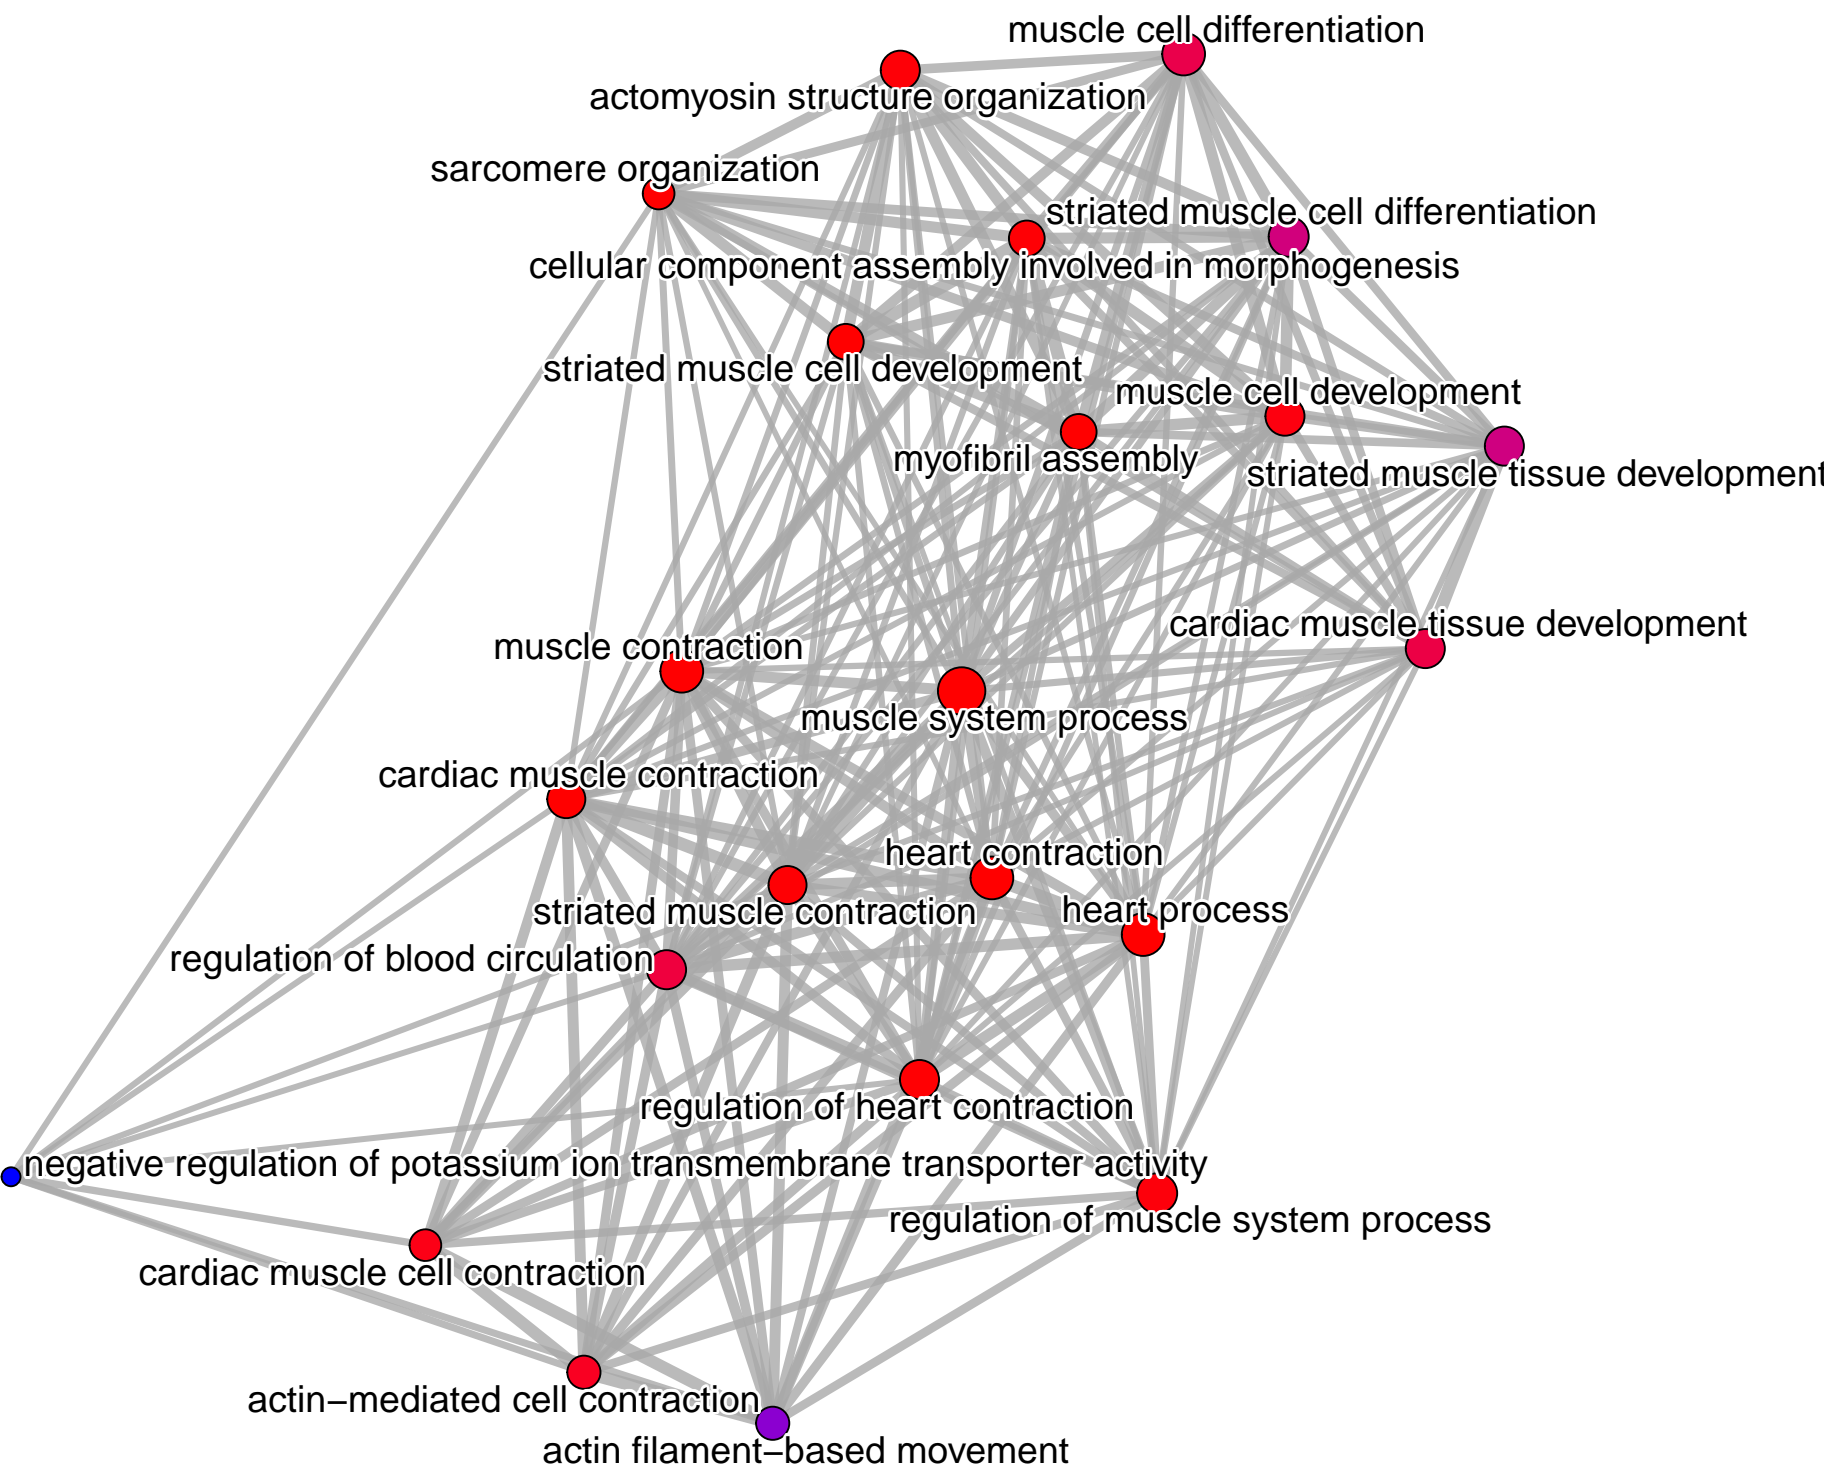 muscle cell differentiation
actomyosin structure organization
sarcomere organization
striated muscle cell differentiation
cellular component assembly involved in morphogenesis
striated muscle cell development
muscle cell development
myofibril assembly
striated muscle tissue development
cardiac muscle tissue development
muscle contraction
muscle system process
cardiac muscle contraction
heart contraction
striated muscle contraction
heart process
regulation of blood circulation
regulation of heart contraction
negative regulation of potassium ion transmembrane transporter activity
regulation of muscle system process
cardiac muscle cell contraction
actin−mediated cell contraction
actin filament−based movement